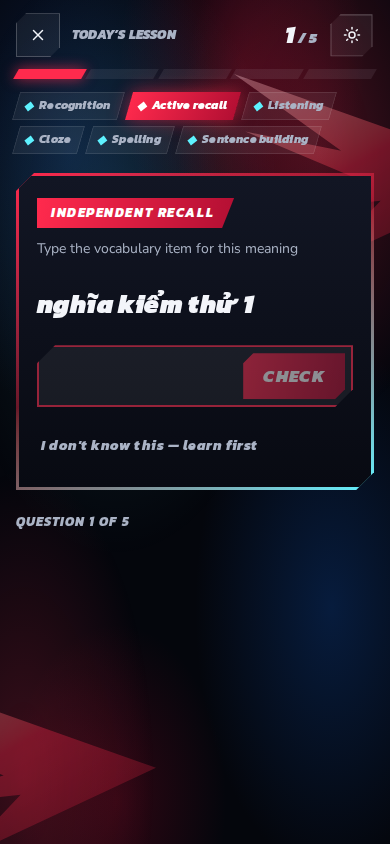 TODAY'S LESSON
1 / 5
Recognition
Active recall
Listening
Cloze
Spelling
Sentence building
INDEPENDENT RECALL
Type the vocabulary item for this meaning
nghĩa kiểm thử 1
CHECK
I don't know this — learn first
QUESTION 1 OF 5